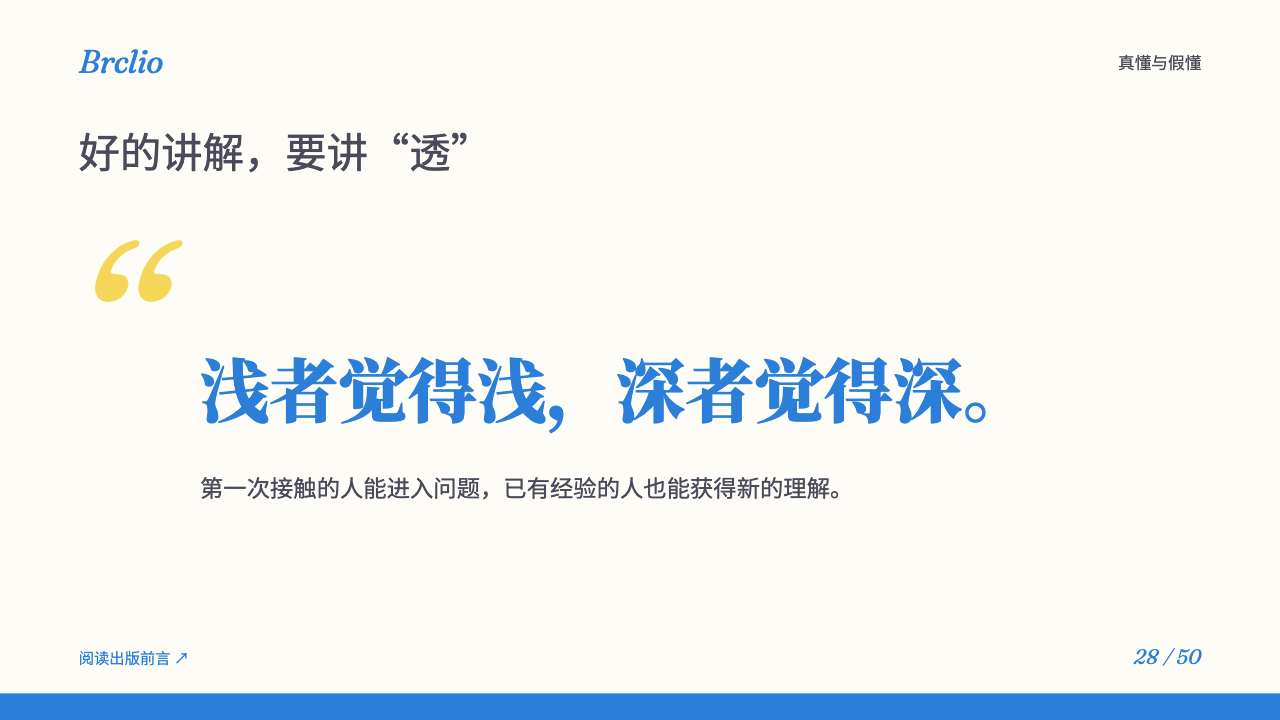 Brclio
真懂与假懂
好的讲解，要讲“透”
“
浅者觉得浅，深者觉得深。
第一次接触的人能进入问题，已有经验的人也能获得新的理解。
阅读出版前言 ↗
28 / 50